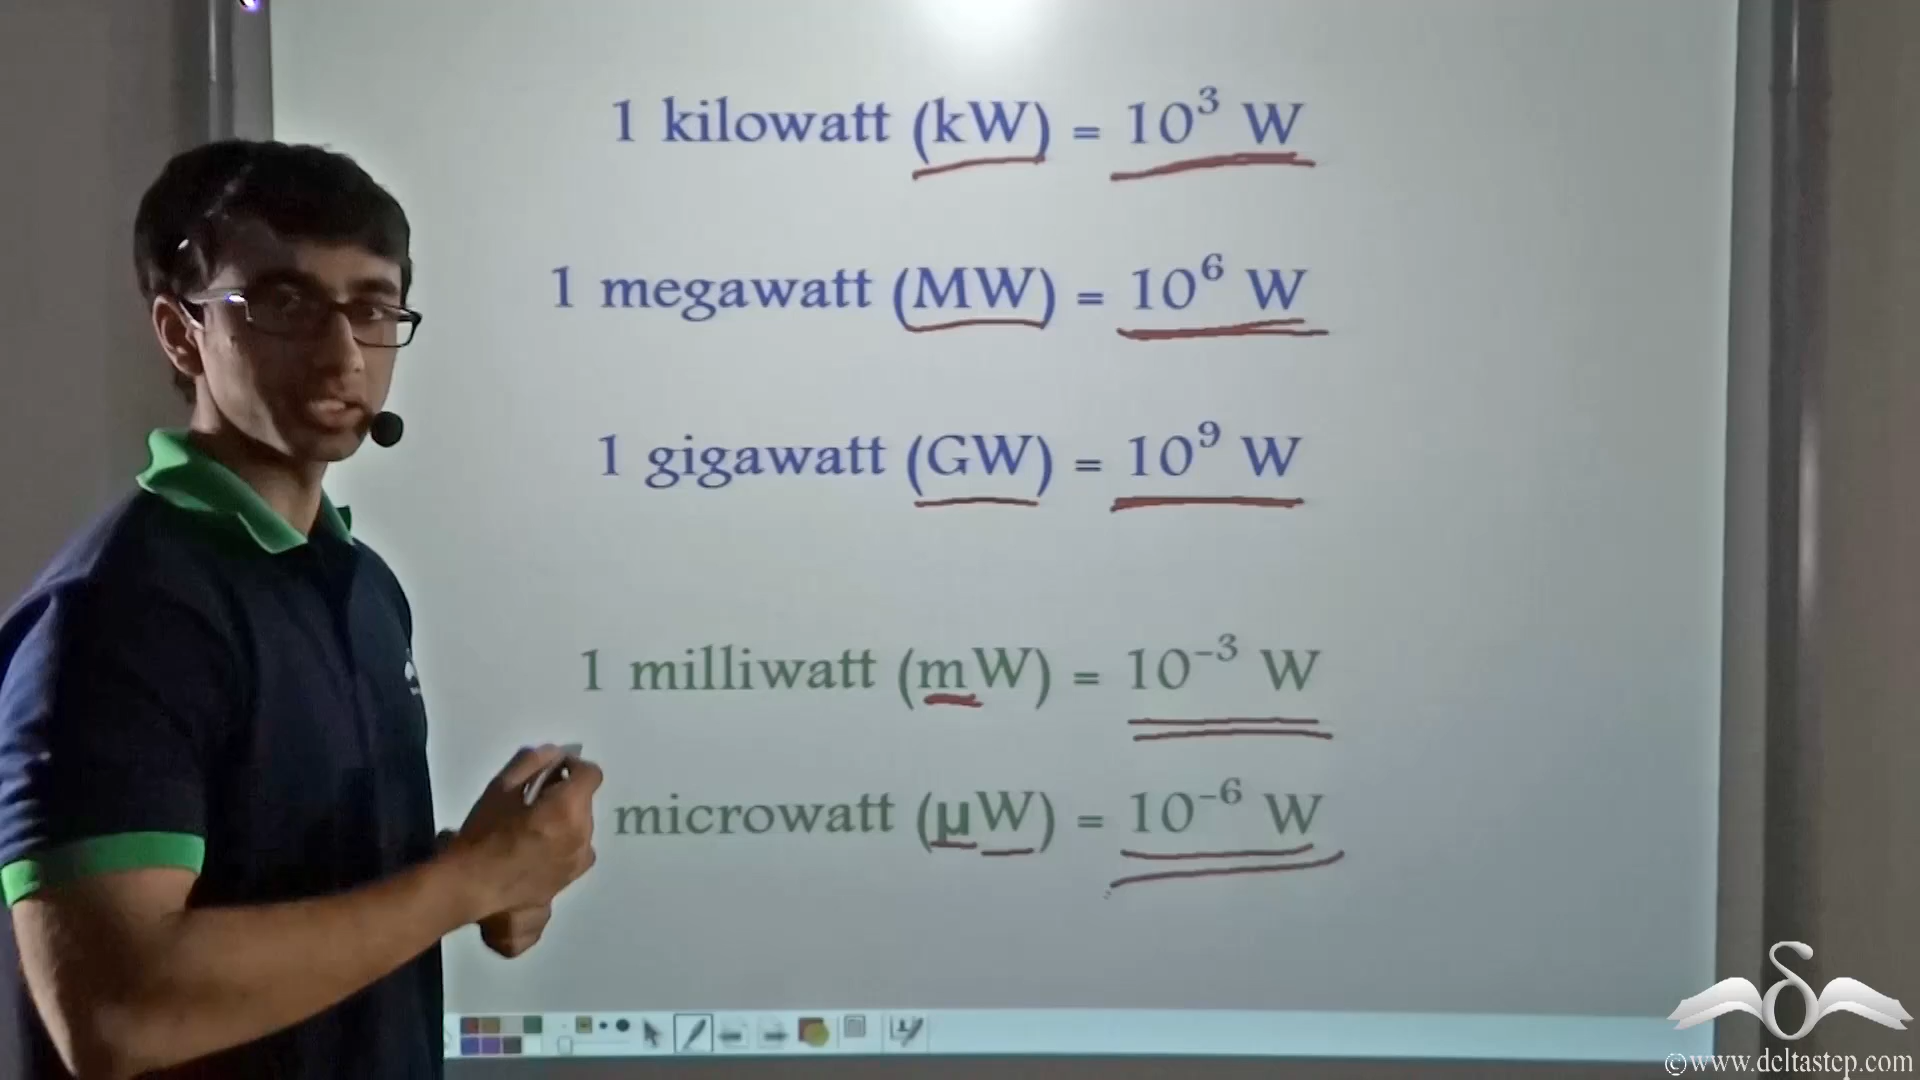 1 kilowatt (kW) = 10³ W
1 megawatt (MW) = 10⁶ W
1 gigawatt (GW) = 10⁹ W
1 milliwatt (mW) = 10⁻³ W
microwatt (µW) = 10⁻⁶ W
©www.deltastep.com